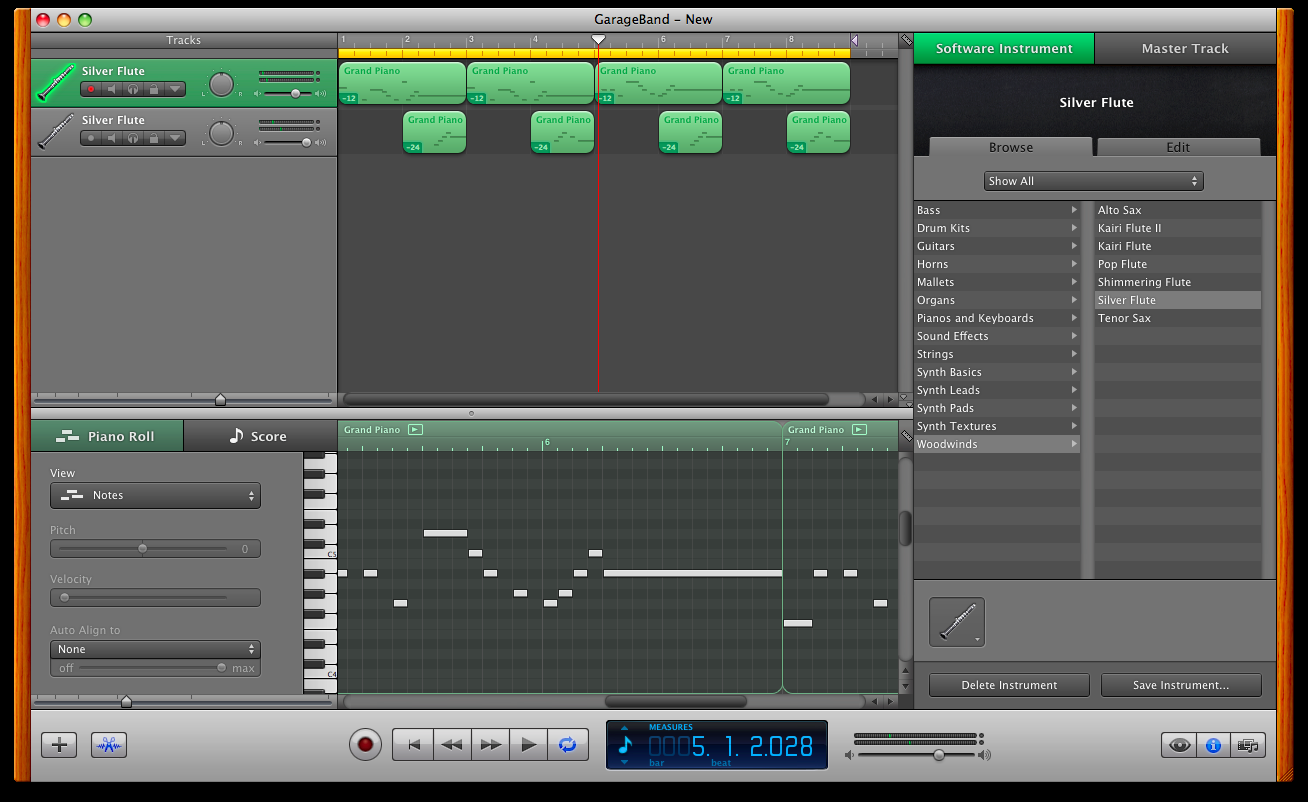 GarageBand – New
Tracks
1 2 3 4 6 7 8
Software Instrument
Master Track
Silver Flute
L R
Grand Piano
-12
Grand Piano
-12
Grand Piano
-12
Grand Piano
-12
Silver Flute
L R
Grand Piano
-24
Grand Piano
-24
Grand Piano
-24
Grand Piano
-24
Silver Flute
Browse
Edit
Show All
Bass
Drum Kits
Guitars
Horns
Mallets
Organs
Pianos and Keyboards
Sound Effects
Strings
Synth Basics
Synth Leads
Synth Pads
Synth Textures
Woodwinds
Alto Sax
Kairi Flute II
Kairi Flute
Pop Flute
Shimmering Flute
Silver Flute
Tenor Sax
Piano Roll
Score
Grand Piano
Grand Piano
6
7
View
Notes
Pitch
0
Velocity
Auto Align to
None
off
max
C5
C4
Delete Instrument
Save Instrument...
MEASURES
5. 1. 2.028
bar
beat